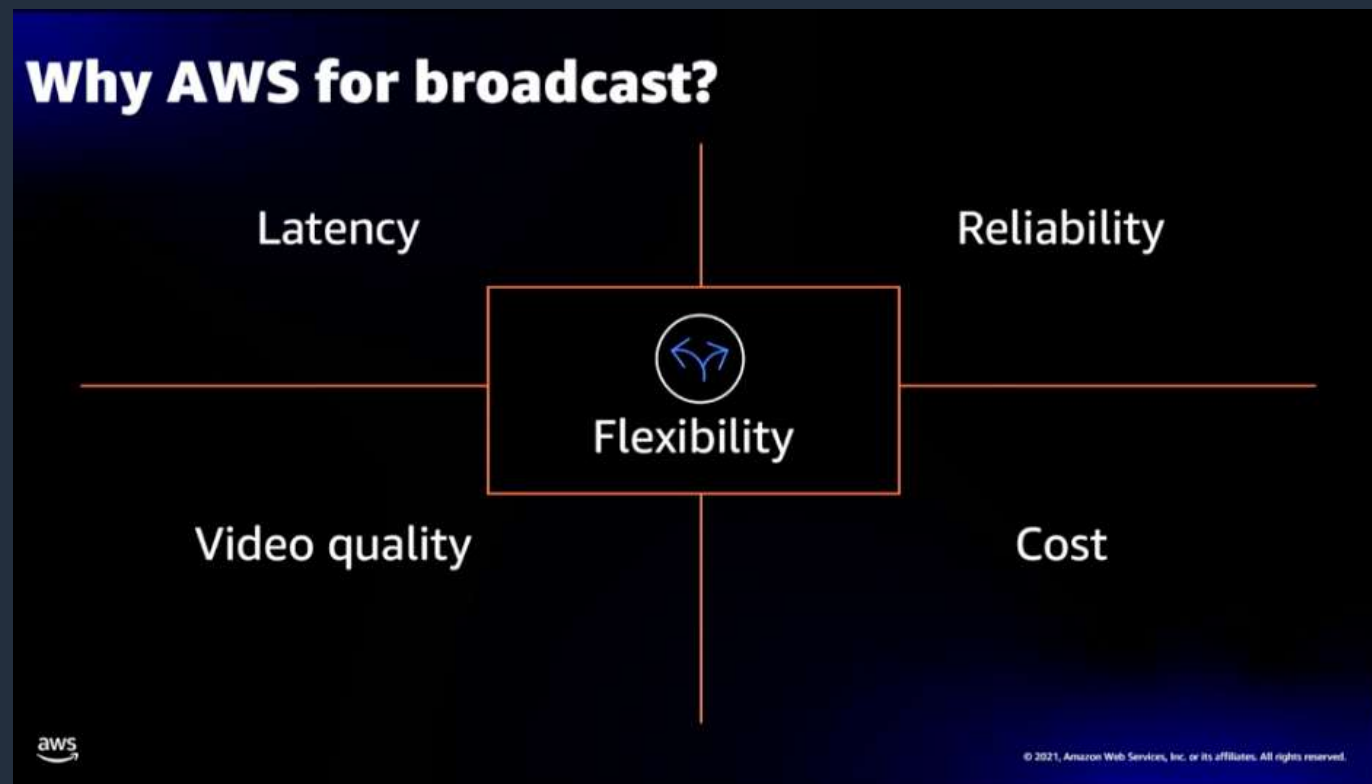 Why AWS for broadcast?
Latency
Reliability
Flexibility
Video quality
Cost
aws
© 2021, Amazon Web Services, Inc. or its affiliates. All rights reserved.